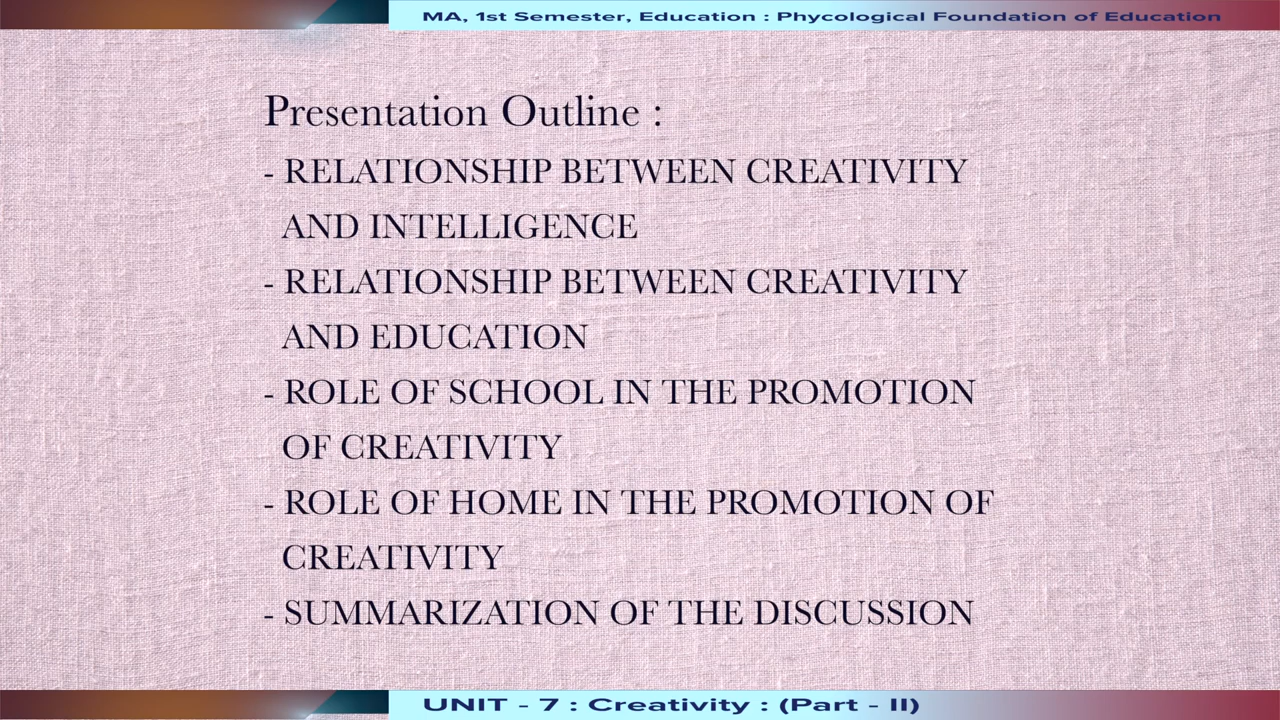 MA, 1st Semester, Education : Phycological Foundation of Education
Presentation Outline :
- RELATIONSHIP BETWEEN CREATIVITY
AND INTELLIGENCE
- RELATIONSHIP BETWEEN CREATIVITY
AND EDUCATION
- ROLE OF SCHOOL IN THE PROMOTION
OF CREATIVITY
- ROLE OF HOME IN THE PROMOTION OF
CREATIVITY
- SUMMARIZATION OF THE DISCUSSION
UNIT - 7 : Creativity : (Part - II)